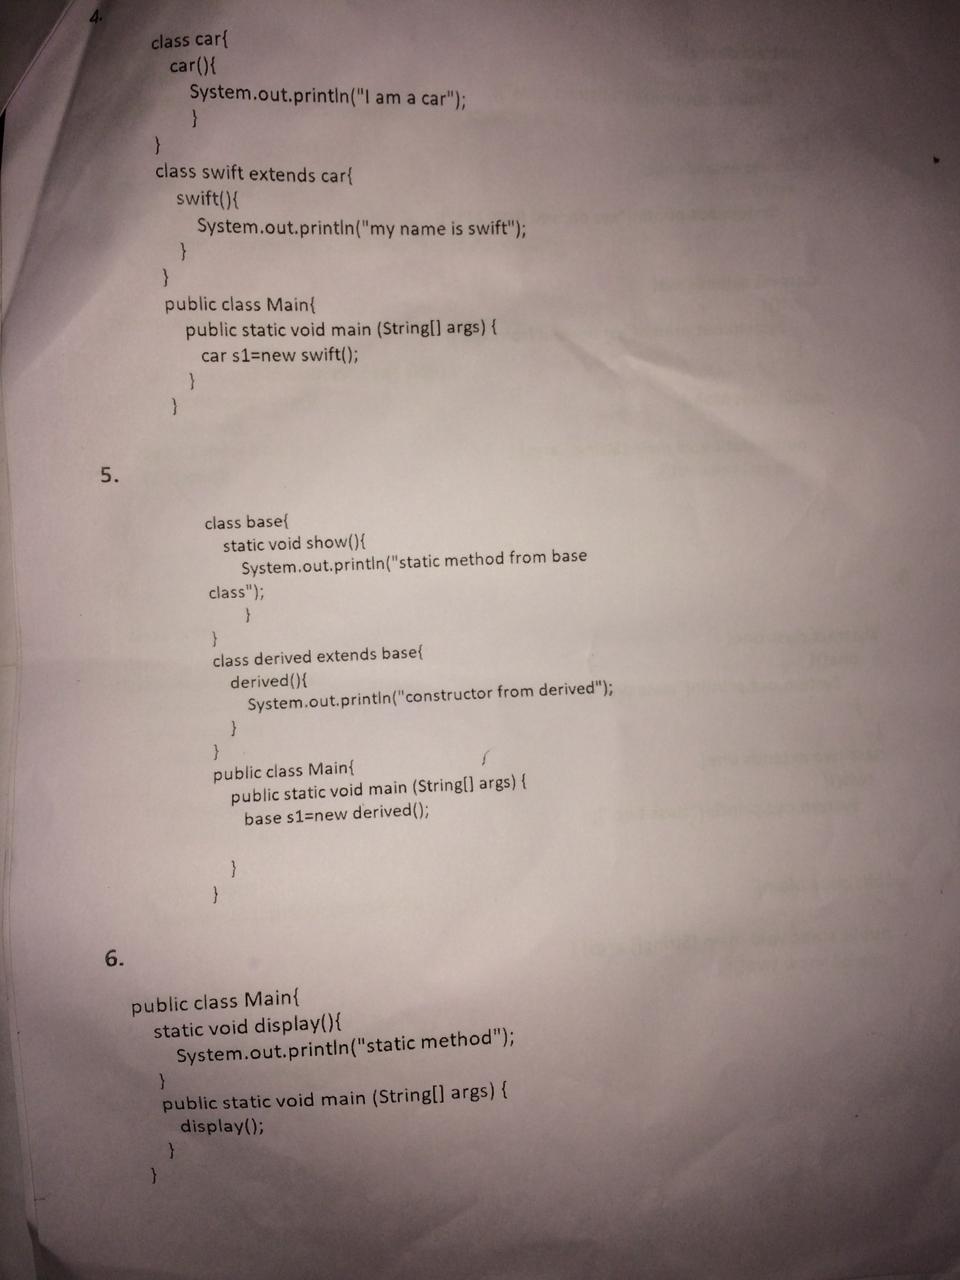 4.
class car{
car(){
System.out.println("I am a car");
}
}
class swift extends car{
swift(){
System.out.println("my name is swift");
}
}
public class Main{
public static void main (String[] args) {
car s1=new swift();
}
}
5.
class base{
static void show(){
System.out.println("static method from base
class");
}
}
class derived extends base{
derived(){
System.out.println("constructor from derived");
}
}
public class Main{
public static void main (String[] args) {
base s1=new derived();
}
}
6.
public class Main{
static void display(){
System.out.println("static method");
}
public static void main (String[] args) {
display();
}
}